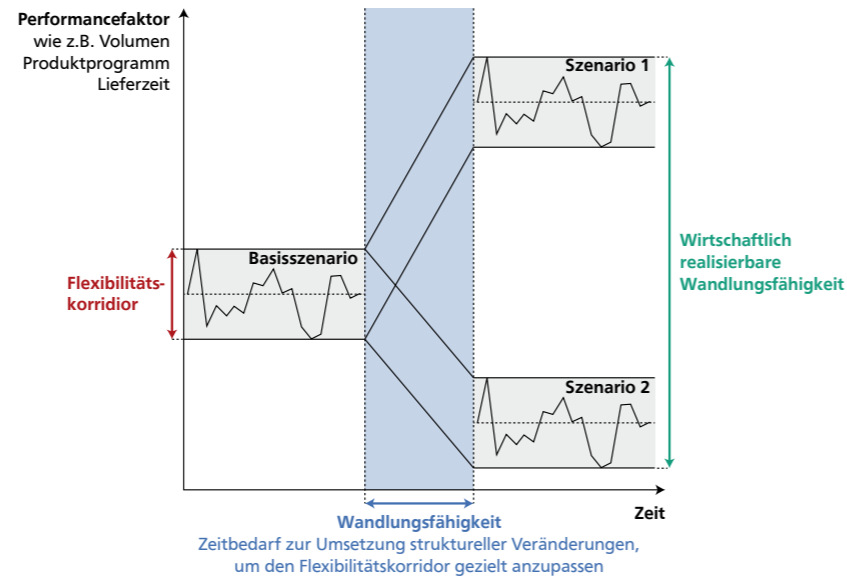 Performancefaktor
wie z.B. Volumen
Produktprogramm
Lieferzeit
Szenario 1
Basisszenario
Flexibilitäts-
korridior
Wirtschaftlich
realisierbare
Wandlungsfähigkeit
Szenario 2
Zeit
Wandlungsfähigkeit
Zeitbedarf zur Umsetzung struktureller Veränderungen,
um den Flexibilitätskorridor gezielt anzupassen